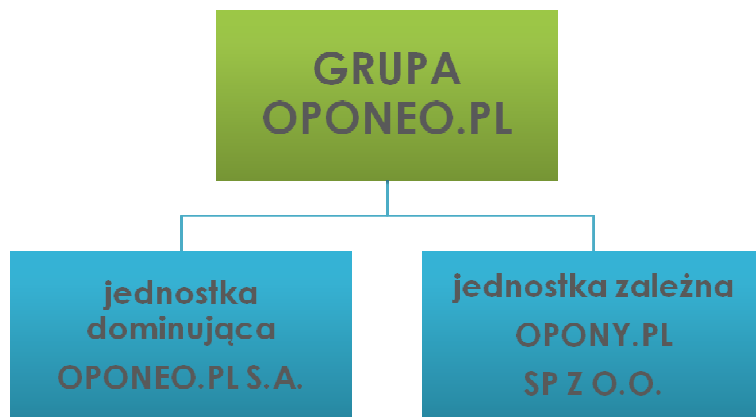 GRUPA
OPONEO.PL
jednostka
dominująca
OPONEO.PL S.A.
jednostka zależna
OPONY.PL
SP Z O.O.